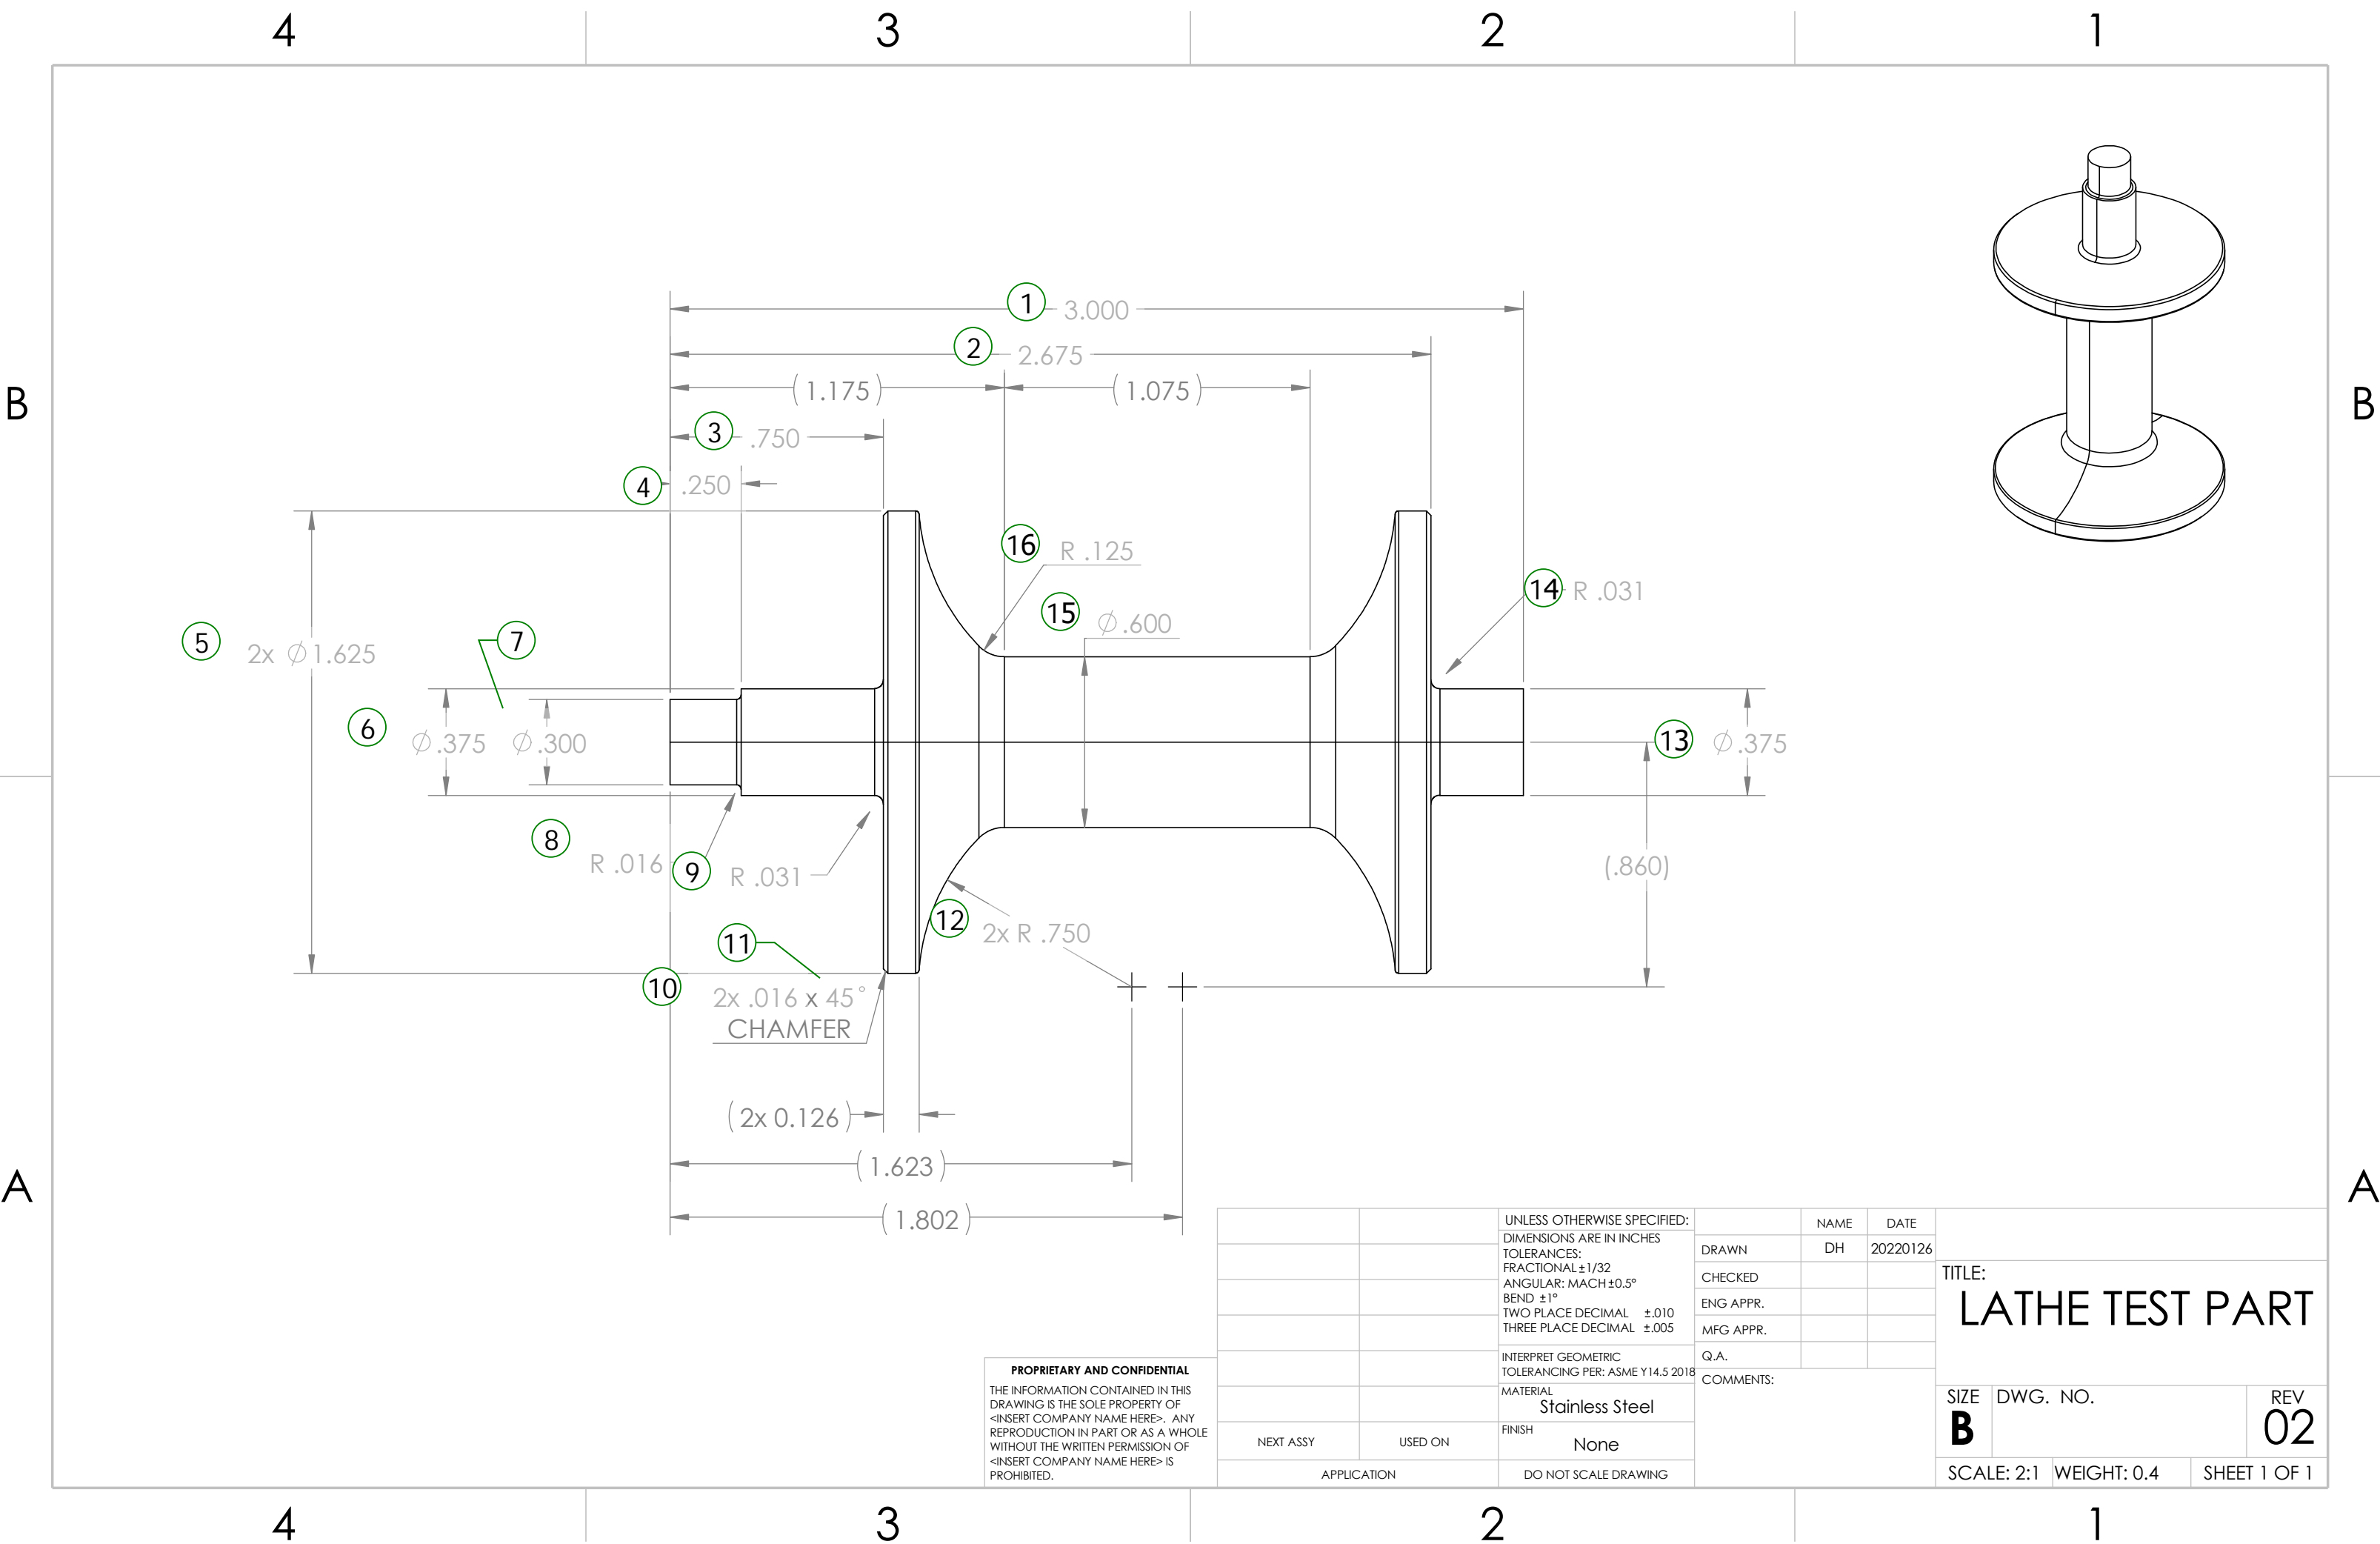 4 3 2 1
1 3.000
2 2.675
(1.175) (1.075)
B B
3 .750
4 .250
16 R .125
14 R .031
15 ∅.600
5 2x ∅1.625
7
6 ∅.375 ∅.300
13 ∅.375
8 R .016
9 R .031
(.860)
12 2x R .750
11
10 2x .016 x 45°
CHAMFER
(2x 0.126)
(1.623)
A A
(1.802)
PROPRIETARY AND CONFIDENTIAL
THE INFORMATION CONTAINED IN THIS
DRAWING IS THE SOLE PROPERTY OF
<INSERT COMPANY NAME HERE>. ANY
REPRODUCTION IN PART OR AS A WHOLE
WITHOUT THE WRITTEN PERMISSION OF
<INSERT COMPANY NAME HERE> IS
PROHIBITED.
NEXT ASSY USED ON
APPLICATION
UNLESS OTHERWISE SPECIFIED:
DIMENSIONS ARE IN INCHES
TOLERANCES:
FRACTIONAL ±1/32
ANGULAR: MACH ±0.5°
BEND ±1°
TWO PLACE DECIMAL ±.010
THREE PLACE DECIMAL ±.005
INTERPRET GEOMETRIC
TOLERANCING PER: ASME Y14.5 2018
MATERIAL
Stainless Steel
FINISH
None
DO NOT SCALE DRAWING
NAME DATE
DRAWN DH 20220126
CHECKED
ENG APPR.
MFG APPR.
Q.A.
COMMENTS:
TITLE:
LATHE TEST PART
SIZE DWG. NO. REV
B 02
SCALE: 2:1 WEIGHT: 0.4 SHEET 1 OF 1
4 3 2 1